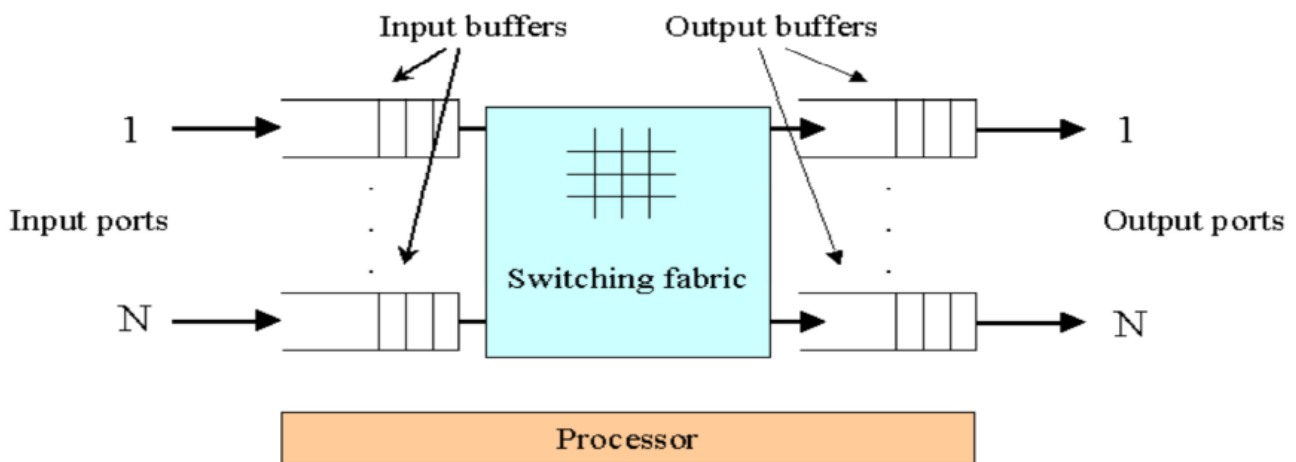 Input buffers
Output buffers
1
1
Input ports
Output ports
Switching fabric
N
N
Processor